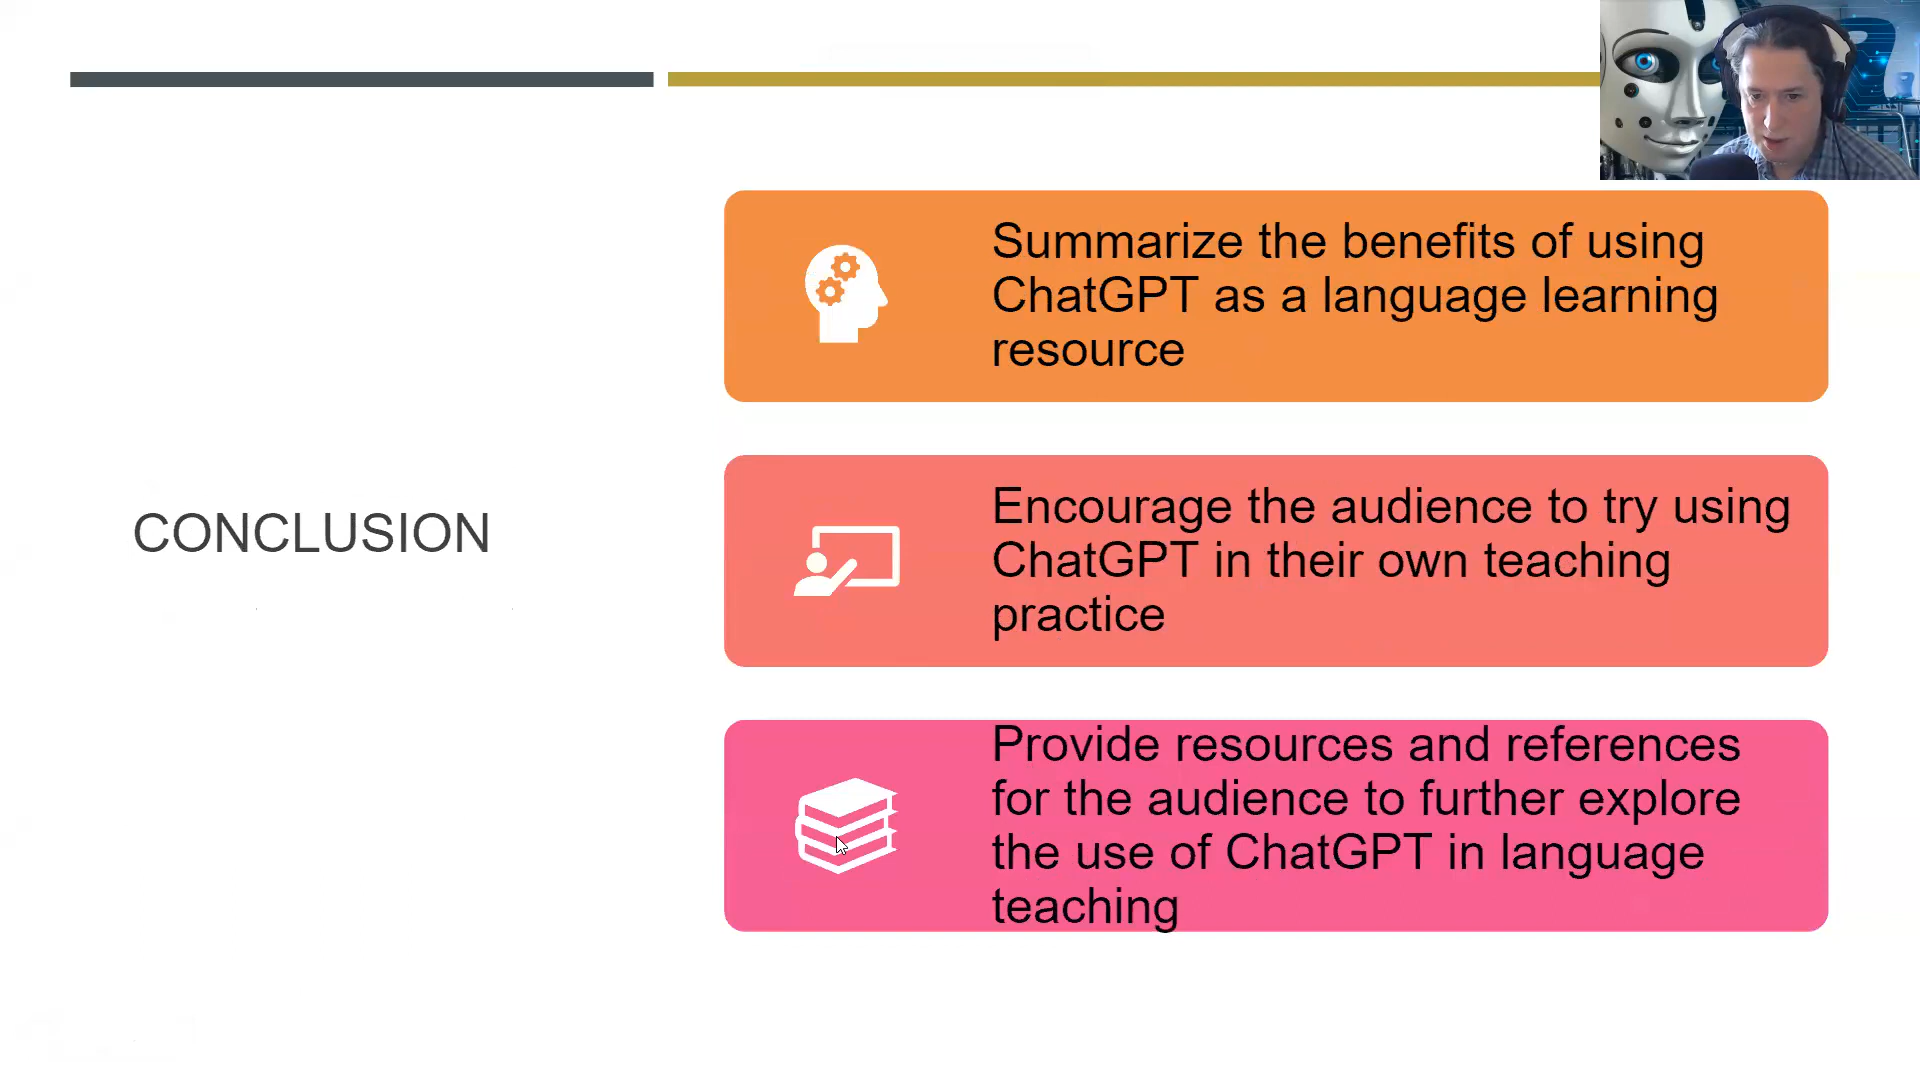 CONCLUSION
Summarize the benefits of using
ChatGPT as a language learning
resource
Encourage the audience to try using
ChatGPT in their own teaching
practice
Provide resources and references
for the audience to further explore
the use of ChatGPT in language
teaching